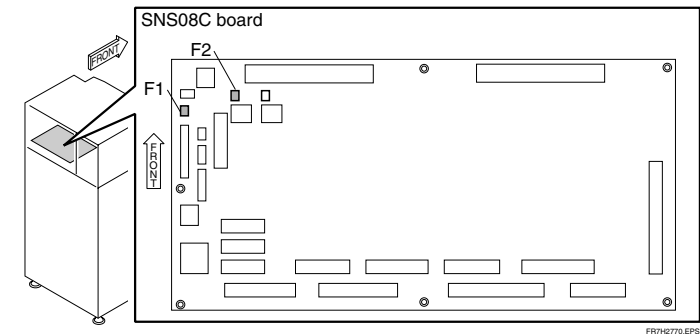 SNS08C board
FRONT
F2
F1
FRONT
FR7H2770.EPS